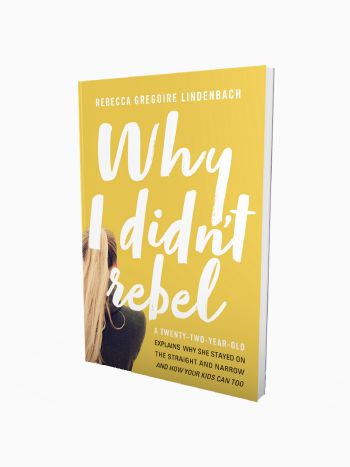 REBECCA GREGOIRE LINDENBACH
Why
I didn't
rebel
A TWENTY-TWO-YEAR-OLD
EXPLAINS WHY SHE STAYED ON
THE STRAIGHT AND NARROW
AND HOW YOUR KIDS CAN TOO